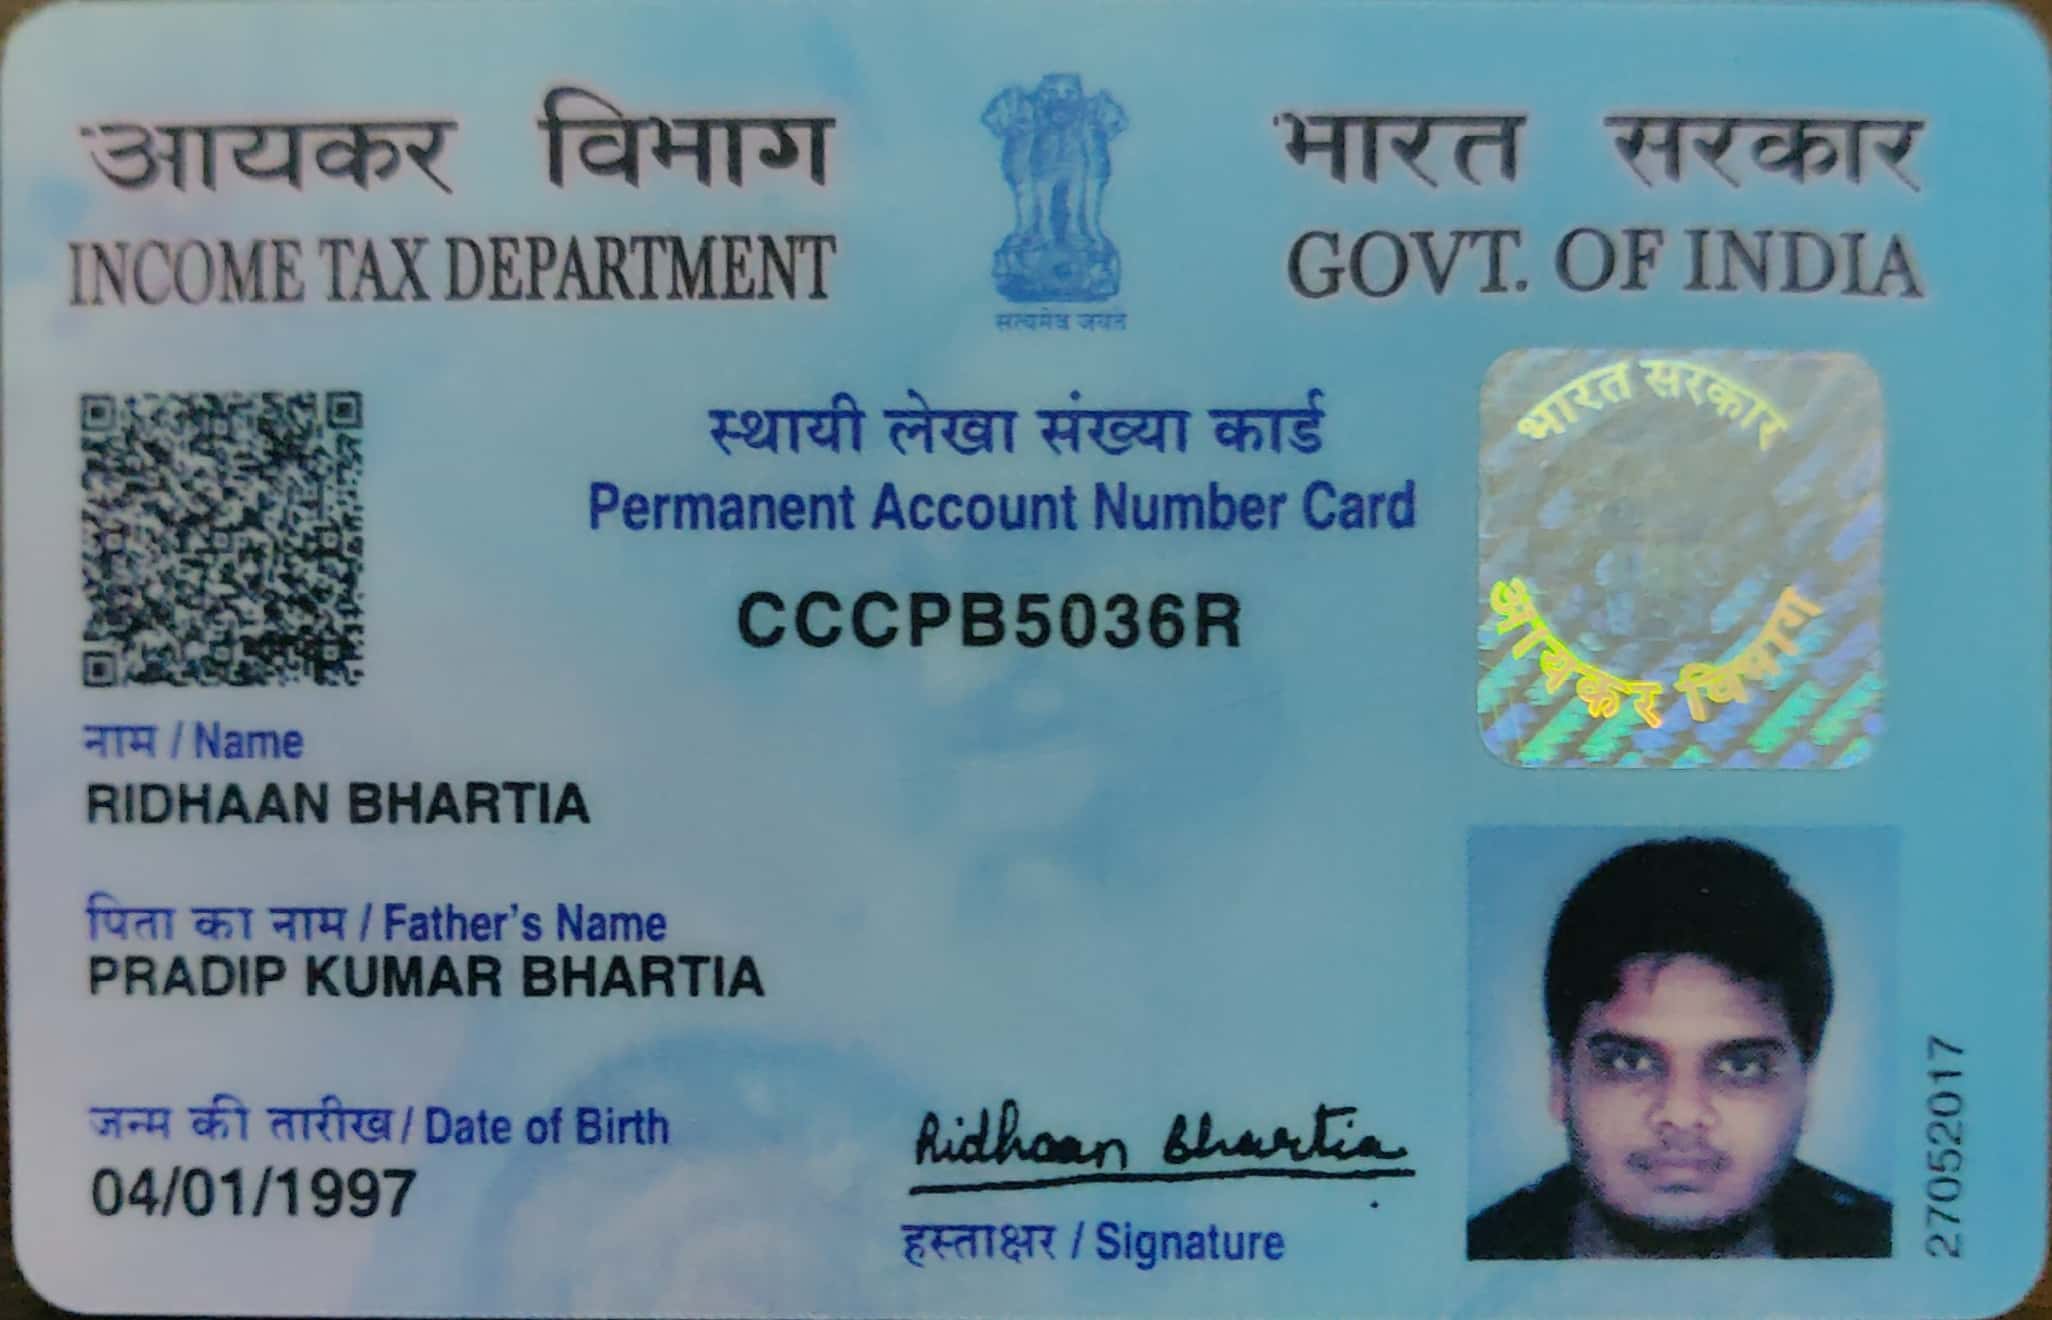 आयकर विभाग
INCOME TAX DEPARTMENT
सत्यमेव जयते
भारत सरकार
GOVT. OF INDIA
स्थायी लेखा संख्या कार्ड
Permanent Account Number Card
CCCPB5036R
भारत सरकार
आयकर विभाग
नाम / Name
RIDHAAN BHARTIA
पिता का नाम / Father's Name
PRADIP KUMAR BHARTIA
जन्म की तारीख / Date of Birth
04/01/1997
Ridhaan Bhartia
हस्ताक्षर / Signature
27052017